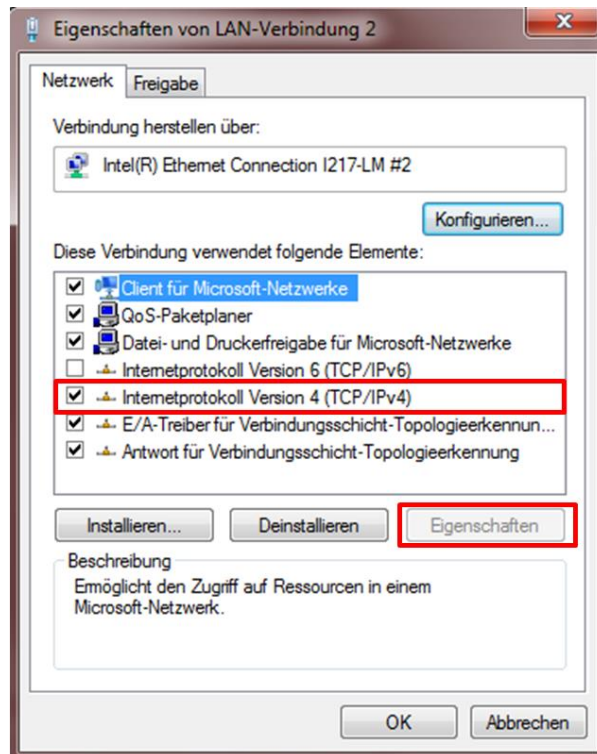 Eigenschaften von LAN-Verbindung 2
Netzwerk
Freigabe
Verbindung herstellen über:
Intel(R) Ethernet Connection I217-LM #2
Konfigurieren...
Diese Verbindung verwendet folgende Elemente:
Client für Microsoft-Netzwerke
QoS-Paketplaner
Datei- und Druckerfreigabe für Microsoft-Netzwerke
Internetprotokoll Version 6 (TCP/IPv6)
Internetprotokoll Version 4 (TCP/IPv4)
E/A-Treiber für Verbindungsschicht-Topologieerkennun...
Antwort für Verbindungsschicht-Topologieerkennung
Installieren...
Deinstallieren
Eigenschaften
Beschreibung
Ermöglicht den Zugriff auf Ressourcen in einem
Microsoft-Netzwerk.
OK
Abbrechen